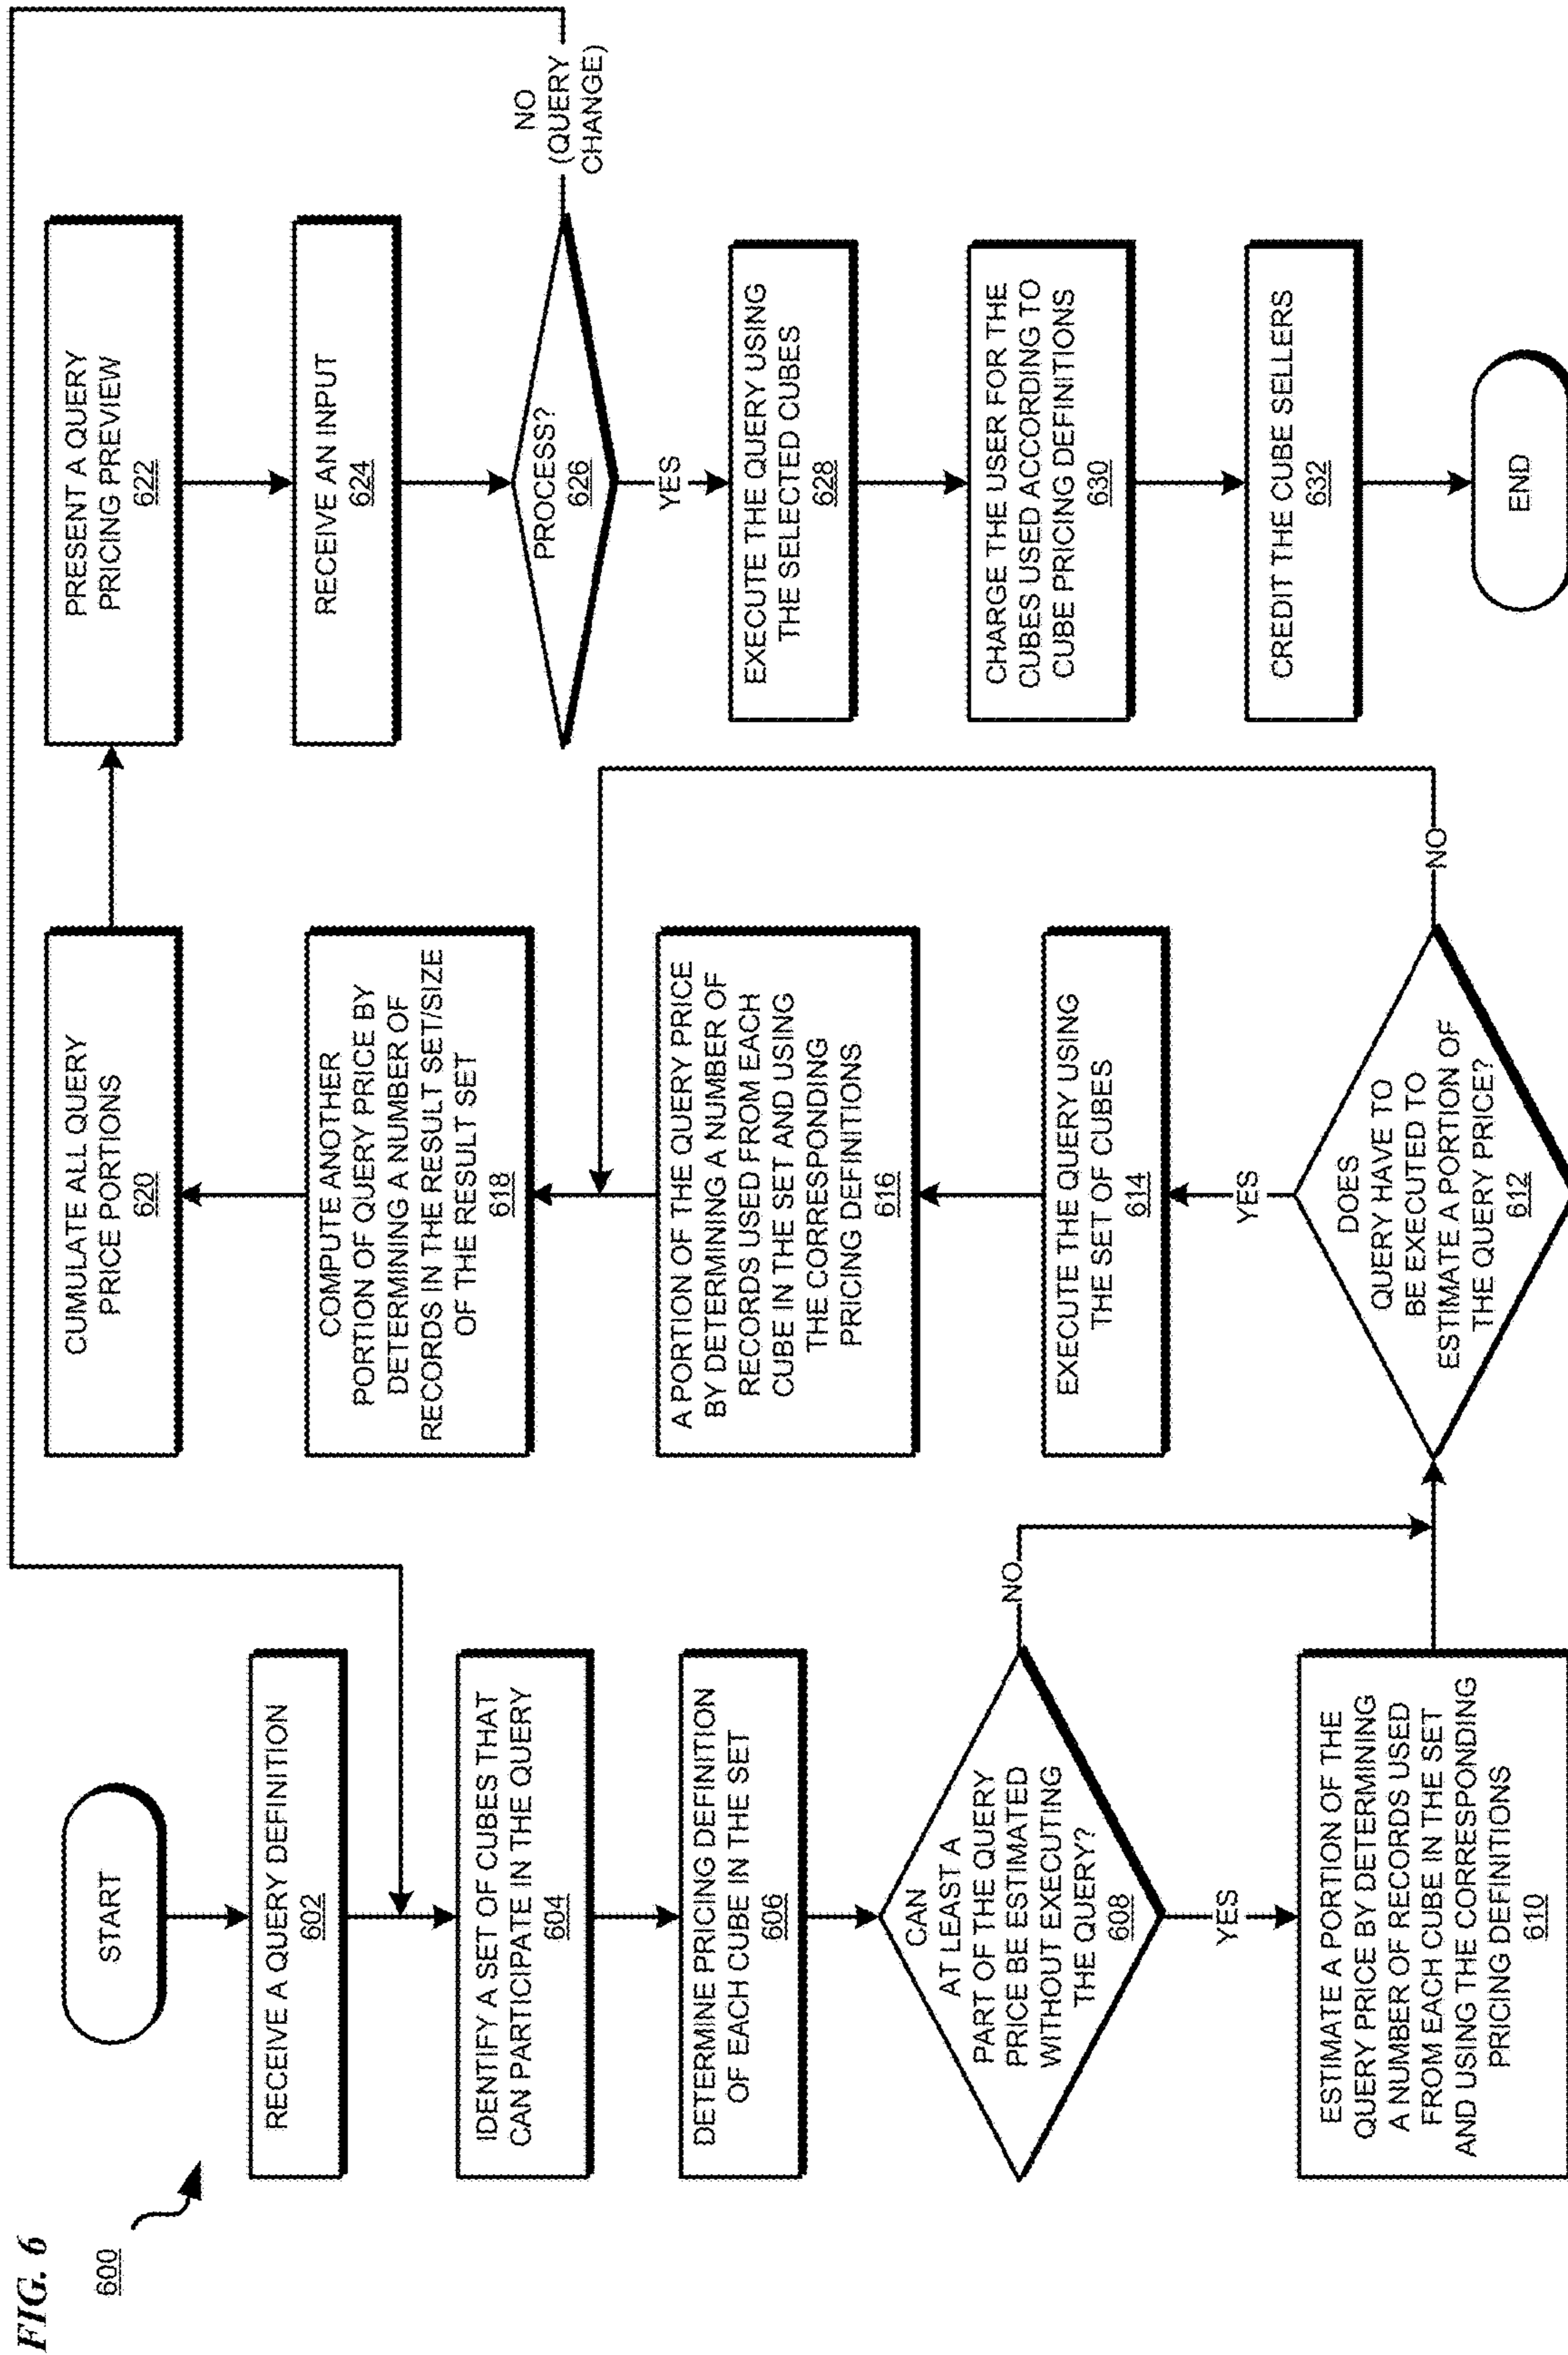 FIG. 6
600
START
RECEIVE A QUERY DEFINITION
602
IDENTIFY A SET OF CUBES THAT
CAN PARTICIPATE IN THE QUERY
604
DETERMINE PRICING DEFINITION
OF EACH CUBE IN THE SET
606
CAN
AT LEAST A
PART OF THE QUERY
PRICE BE ESTIMATED
WITHOUT EXECUTING
THE QUERY?
608
NO
YES
ESTIMATE A PORTION OF THE
QUERY PRICE BY DETERMINING
A NUMBER OF RECORDS USED
FROM EACH CUBE IN THE SET
AND USING THE CORRESPONDING
PRICING DEFINITIONS
610
CUMULATE ALL QUERY
PRICE PORTIONS
620
COMPUTE ANOTHER
PORTION OF QUERY PRICE BY
DETERMINING A NUMBER OF
RECORDS IN THE RESULT SET/SIZE
OF THE RESULT SET
618
A PORTION OF THE QUERY PRICE
BY DETERMINING A NUMBER OF
RECORDS USED FROM EACH
CUBE IN THE SET AND USING
THE CORRESPONDING
PRICING DEFINITIONS
616
EXECUTE THE QUERY USING
THE SET OF CUBES
614
YES
NO
DOES
QUERY HAVE TO
BE EXECUTED TO
ESTIMATE A PORTION OF
THE QUERY PRICE?
612
PRESENT A QUERY
PRICING PREVIEW
622
RECEIVE AN INPUT
624
PROCESS?
626
NO
(QUERY
CHANGE)
YES
EXECUTE THE QUERY USING
THE SELECTED CUBES
628
CHARGE THE USER FOR THE
CUBES USED ACCORDING TO
CUBE PRICING DEFINITIONS
630
CREDIT THE CUBE SELLERS
632
END